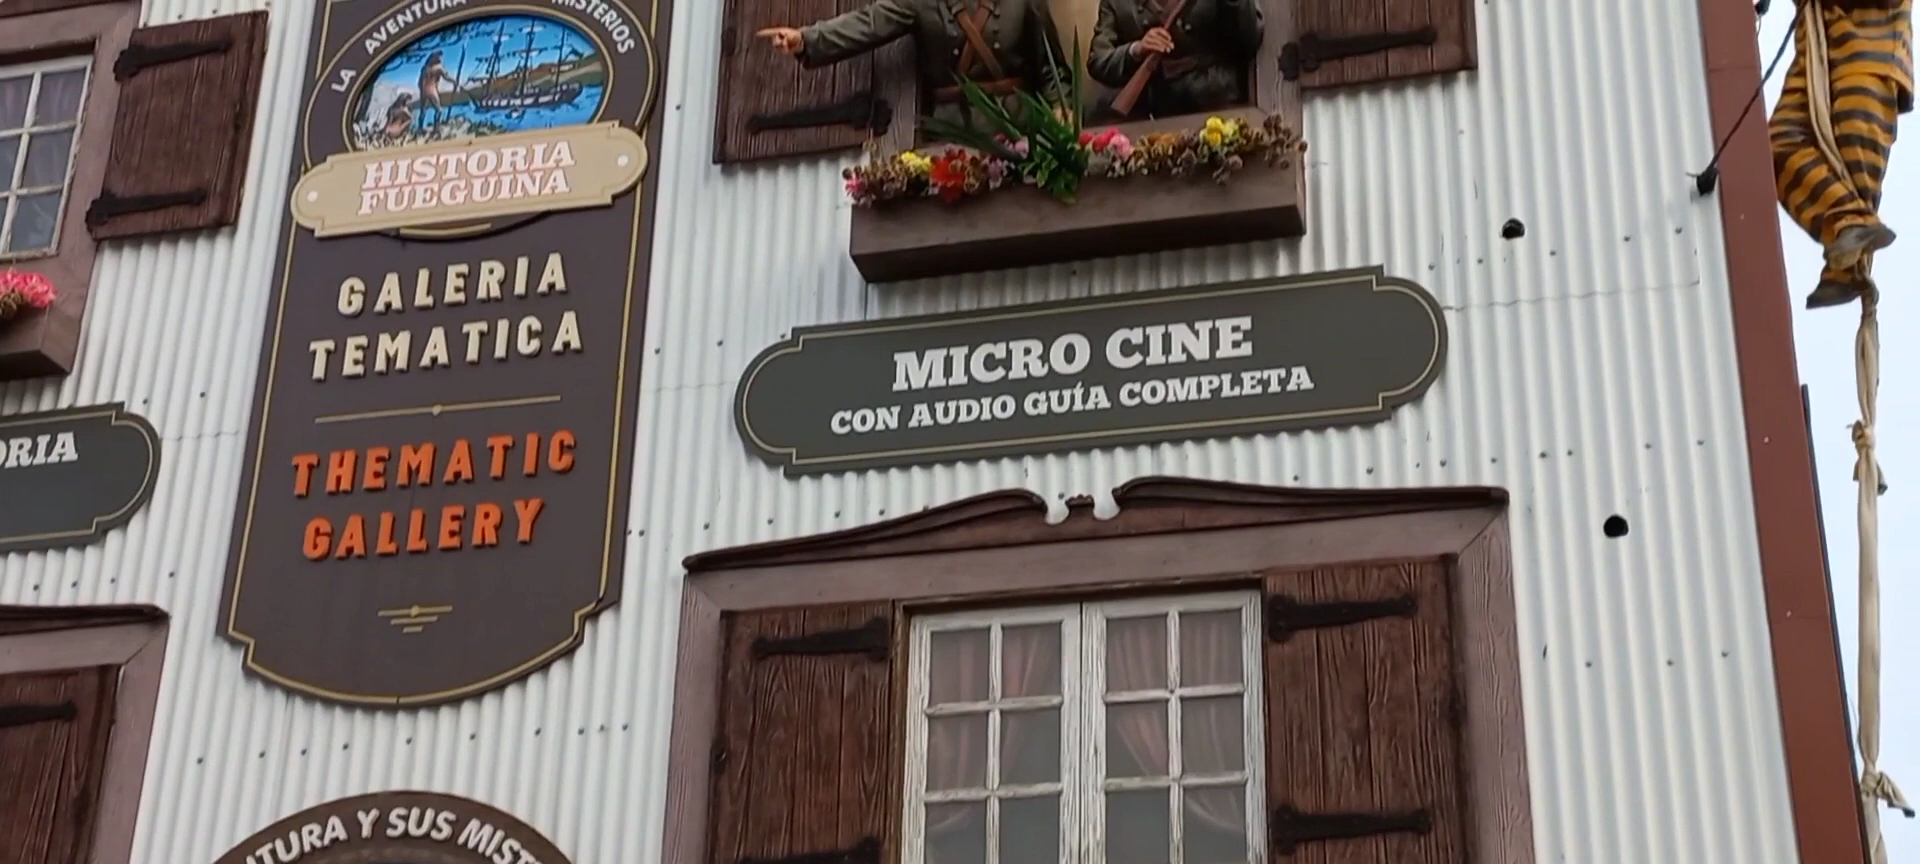 LA AVENTURA
MISTERIOS
HISTORIA
FUEGUINA
GALERIA
TEMATICA
THEMATIC
GALLERY
MICRO CINE
CON AUDIO GUÍA COMPLETA
ORIA
TURA Y SUS MIST